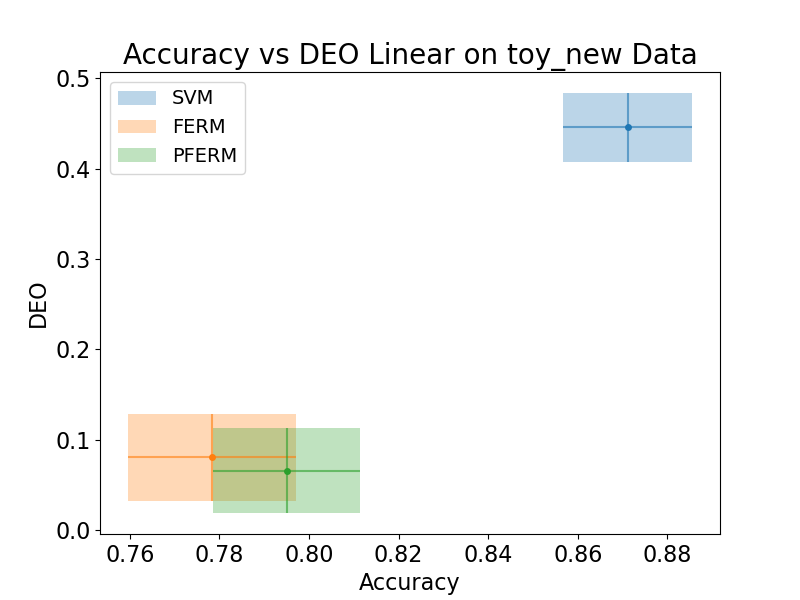 Accuracy vs DEO Linear on toy_new Data
SVM
FERM
PFERM
DEO
0.5
0.4
0.3
0.2
0.1
0.0
0.76 0.78 0.80 0.82 0.84 0.86 0.88
Accuracy